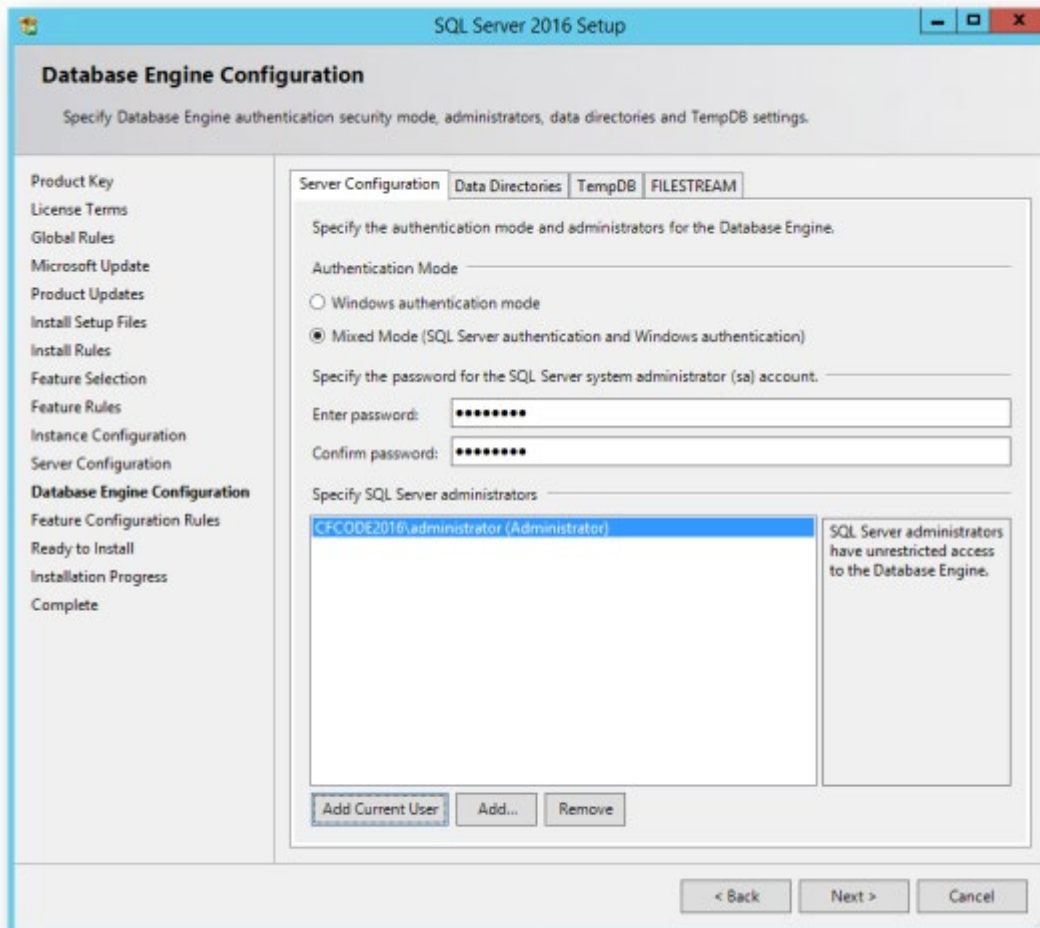 SQL Server 2016 Setup
Database Engine Configuration
Specify Database Engine authentication security mode, administrators, data directories and TempDB settings.
Product Key
License Terms
Global Rules
Microsoft Update
Product Updates
Install Setup Files
Install Rules
Feature Selection
Feature Rules
Instance Configuration
Server Configuration
Database Engine Configuration
Feature Configuration Rules
Ready to Install
Installation Progress
Complete
Server Configuration Data Directories TempDB FILESTREAM
Specify the authentication mode and administrators for the Database Engine.
Authentication Mode
Windows authentication mode
Mixed Mode (SQL Server authentication and Windows authentication)
Specify the password for the SQL Server system administrator (sa) account.
Enter password: ●●●●●●●●
Confirm password: ●●●●●●●●
Specify SQL Server administrators
CFCODE2016\administrator (Administrator)
SQL Server administrators
have unrestricted access
to the Database Engine.
Add Current User Add... Remove
< Back Next > Cancel